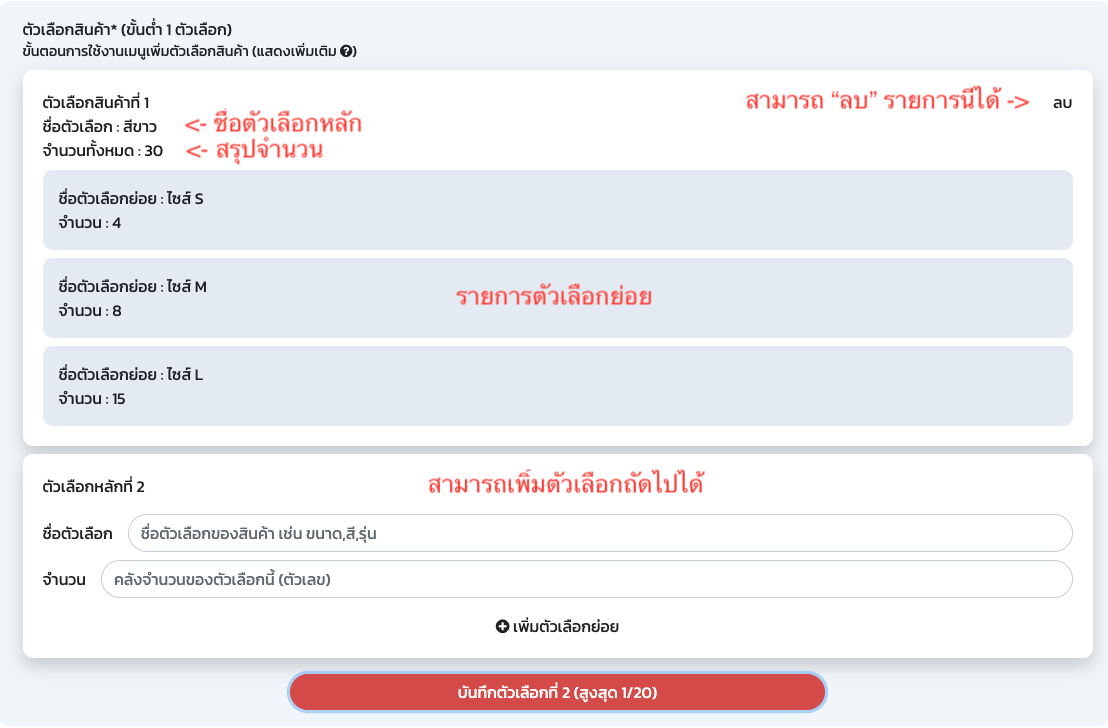 ตัวเลือกสินค้า* (ขั้นต่ำ 1 ตัวเลือก)
ขั้นตอนการใช้งานเมนูเพิ่มตัวเลือกสินค้า (แสดงเพิ่มเติม ?)
ตัวเลือกสินค้าที่ 1
สามารถ “ลบ” รายการนี้ได้ -> ลบ
ชื่อตัวเลือก : สีขาว <- ชื่อตัวเลือกหลัก
จำนวนทั้งหมด : 30 <- สรุปจำนวน
ชื่อตัวเลือกย่อย : ไซส์ S
จำนวน : 4
ชื่อตัวเลือกย่อย : ไซส์ M
รายการตัวเลือกย่อย
จำนวน : 8
ชื่อตัวเลือกย่อย : ไซส์ L
จำนวน : 15
ตัวเลือกหลักที่ 2
สามารถเพิ่มตัวเลือกถัดไปได้
ชื่อตัวเลือก ชื่อตัวเลือกของสินค้า เช่น ขนาด,สี,รุ่น
จำนวน คลังจำนวนของตัวเลือกนี้ (ตัวเลข)
เพิ่มตัวเลือกย่อย
บันทึกตัวเลือกที่ 2 (สูงสุด 1/20)